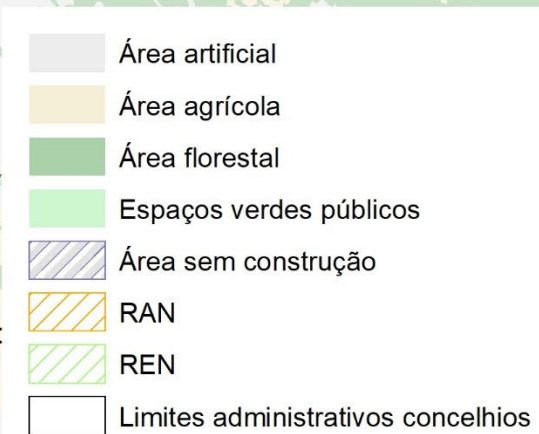 Área artificial
Área agrícola
Área florestal
Espaços verdes públicos
Área sem construção
RAN
REN
Limites administrativos concelhios